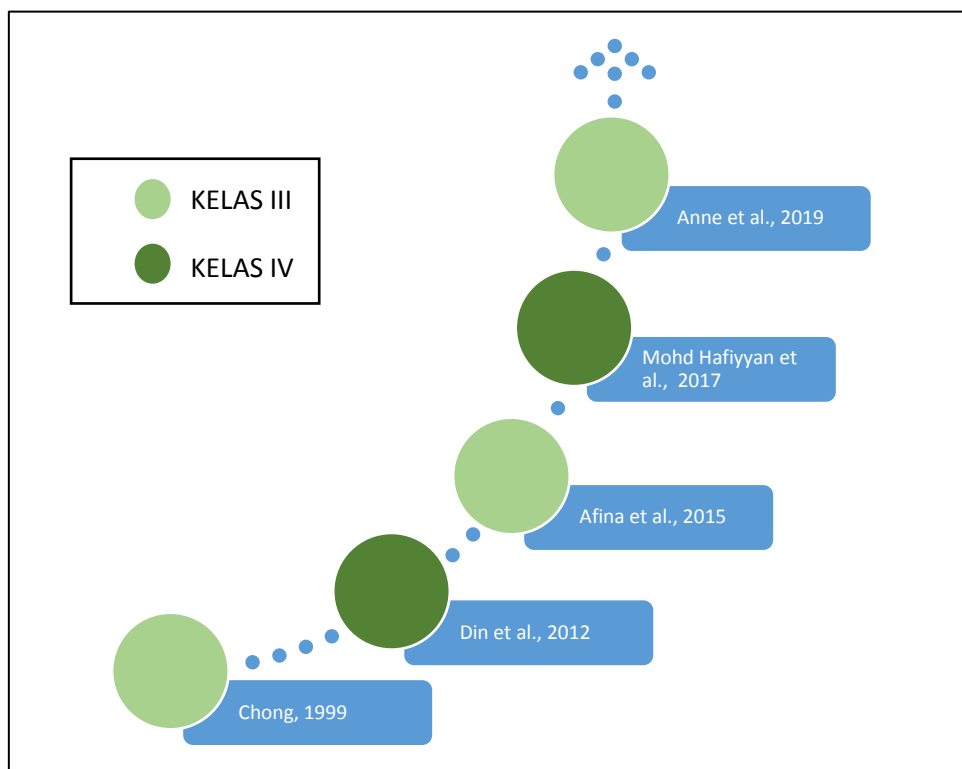 KELAS III
KELAS IV
Anne et al., 2019
Mohd Hafiyyan et
al.,  2017
Afina et al., 2015
Din et al., 2012
Chong, 1999